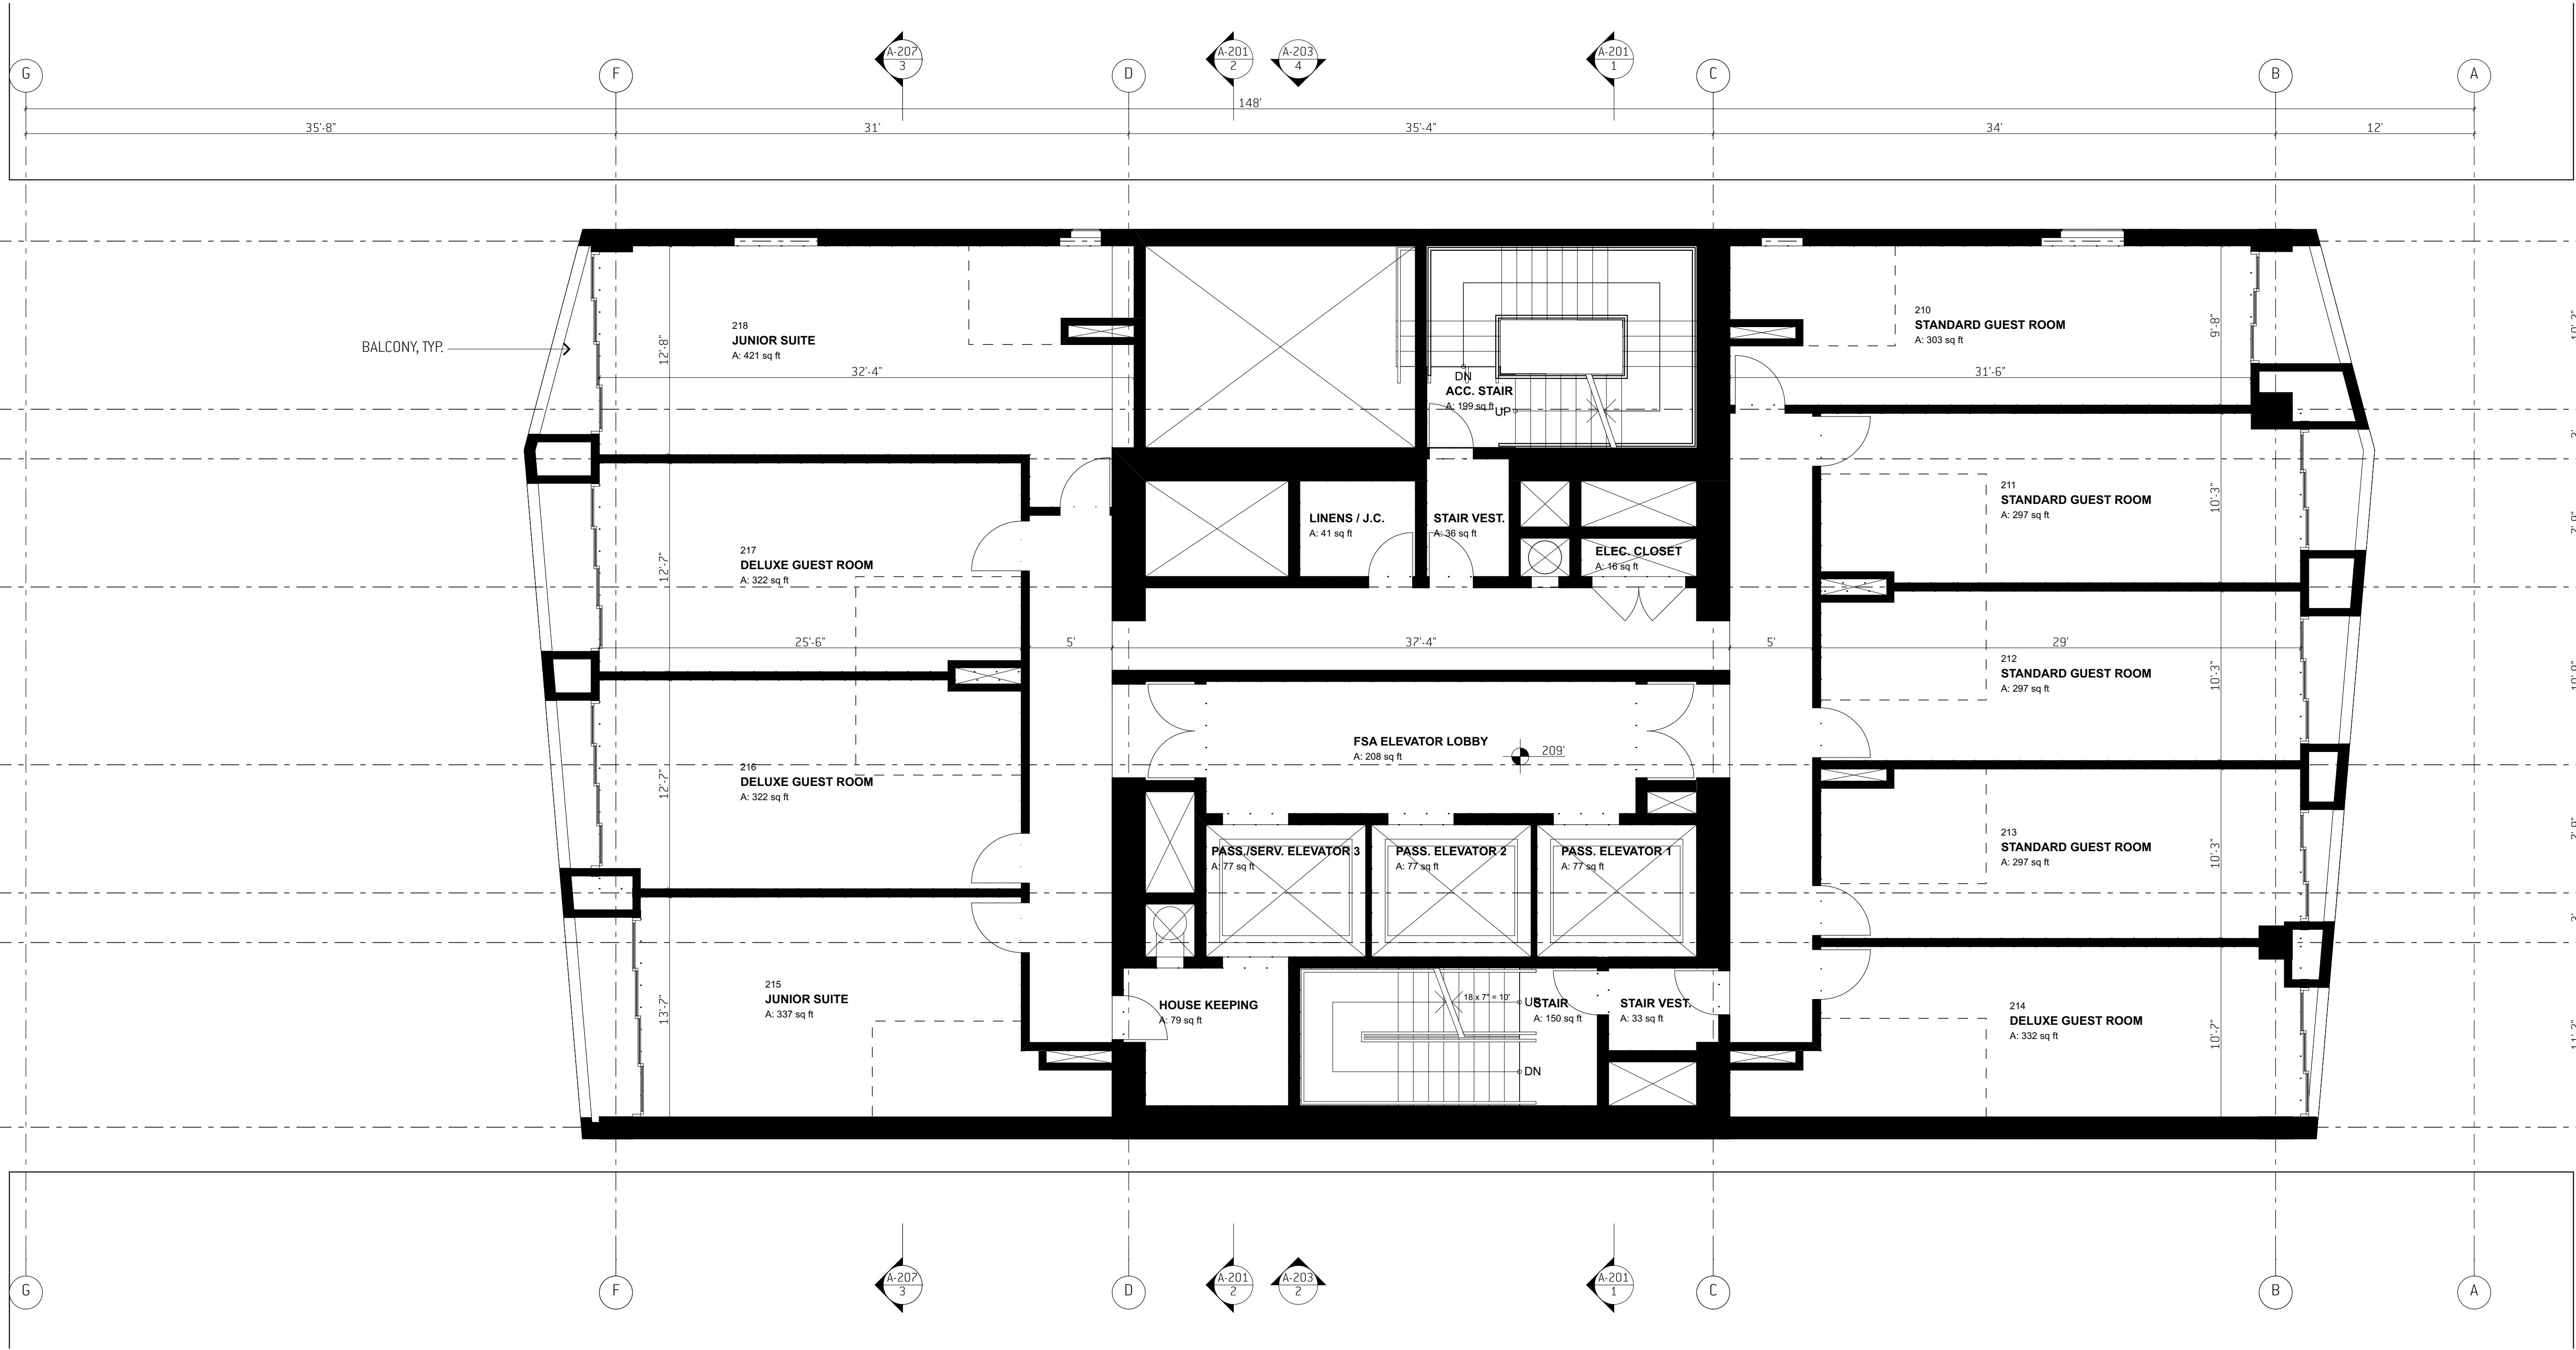 A-207
3
A-201
2
A-203
4
A-201
1
G
F
D
C
B
A
148'
35'-8"
31'
35'-4"
34'
12'
BALCONY, TYP.
218
JUNIOR SUITE
A: 421 sq ft
12'-8"
32'-4"
DN
ACC. STAIR
A: 199 sq ft
UP
210
STANDARD GUEST ROOM
A: 303 sq ft
9'-8"
31'-6"
217
DELUXE GUEST ROOM
A: 322 sq ft
12'-7"
LINENS / J.C.
A: 41 sq ft
STAIR VEST.
A: 36 sq ft
ELEC. CLOSET
A: 16 sq ft
211
STANDARD GUEST ROOM
A: 297 sq ft
10'-3"
25'-6"
5'
37'-4"
5'
29'
212
STANDARD GUEST ROOM
A: 297 sq ft
10'-3"
216
DELUXE GUEST ROOM
A: 322 sq ft
12'-7"
FSA ELEVATOR LOBBY
A: 208 sq ft
209'
PASS./SERV. ELEVATOR 3
A: 77 sq ft
PASS. ELEVATOR 2
A: 77 sq ft
PASS. ELEVATOR 1
A: 77 sq ft
213
STANDARD GUEST ROOM
A: 297 sq ft
10'-3"
215
JUNIOR SUITE
A: 337 sq ft
13'-7"
HOUSE KEEPING
A: 79 sq ft
18 x 7" = 10'
UP
STAIR
A: 150 sq ft
DN
STAIR VEST.
A: 33 sq ft
214
DELUXE GUEST ROOM
A: 332 sq ft
10'-7"
G
F
A-207
3
D
A-201
2
A-203
2
A-201
1
C
B
A